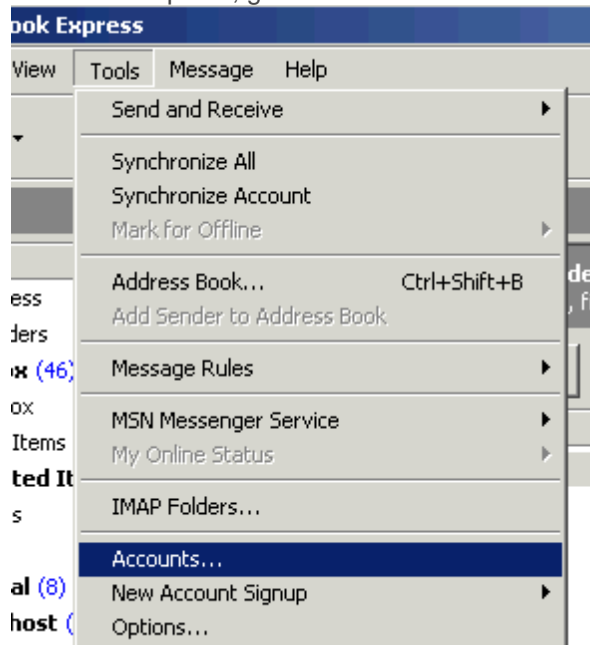 ook Express
View Tools Message Help
Send and Receive
Synchronize All
Synchronize Account
Mark for Offline
Address Book... Ctrl+Shift+B
Add Sender to Address Book
Message Rules
MSN Messenger Service
My Online Status
IMAP Folders...
Accounts...
New Account Signup
Options...
ess
ders
ox (46)
ox
Items
ted It
s
al (8)
host (
de
, f